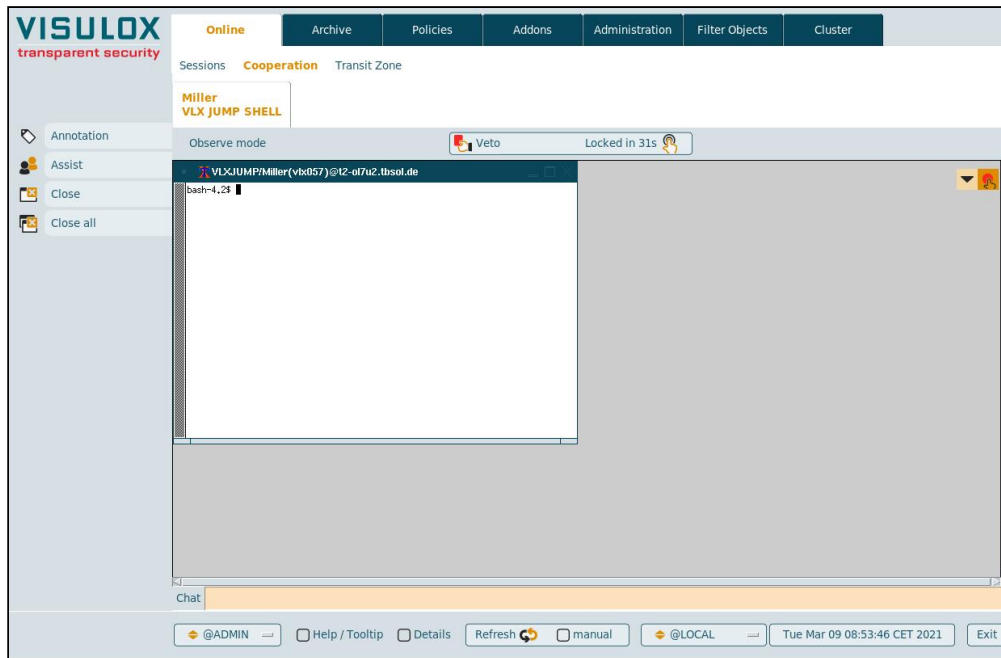 VISULOX
transparent security
Online Archive Policies Addons Administration Filter Objects Cluster
Sessions Cooperation Transit Zone
Miller
VLX JUMP SHELL
Annotation
Assist
Close
Close all
Observe mode Veto Locked in 31s
VLXJUMP/Miller(vlx057)@t2-ol7u2.tbsol.de
bash-4.2$
Chat
@ADMIN Help / Tooltip Details Refresh manual @LOCAL Tue Mar 09 08:53:46 CET 2021 Exit